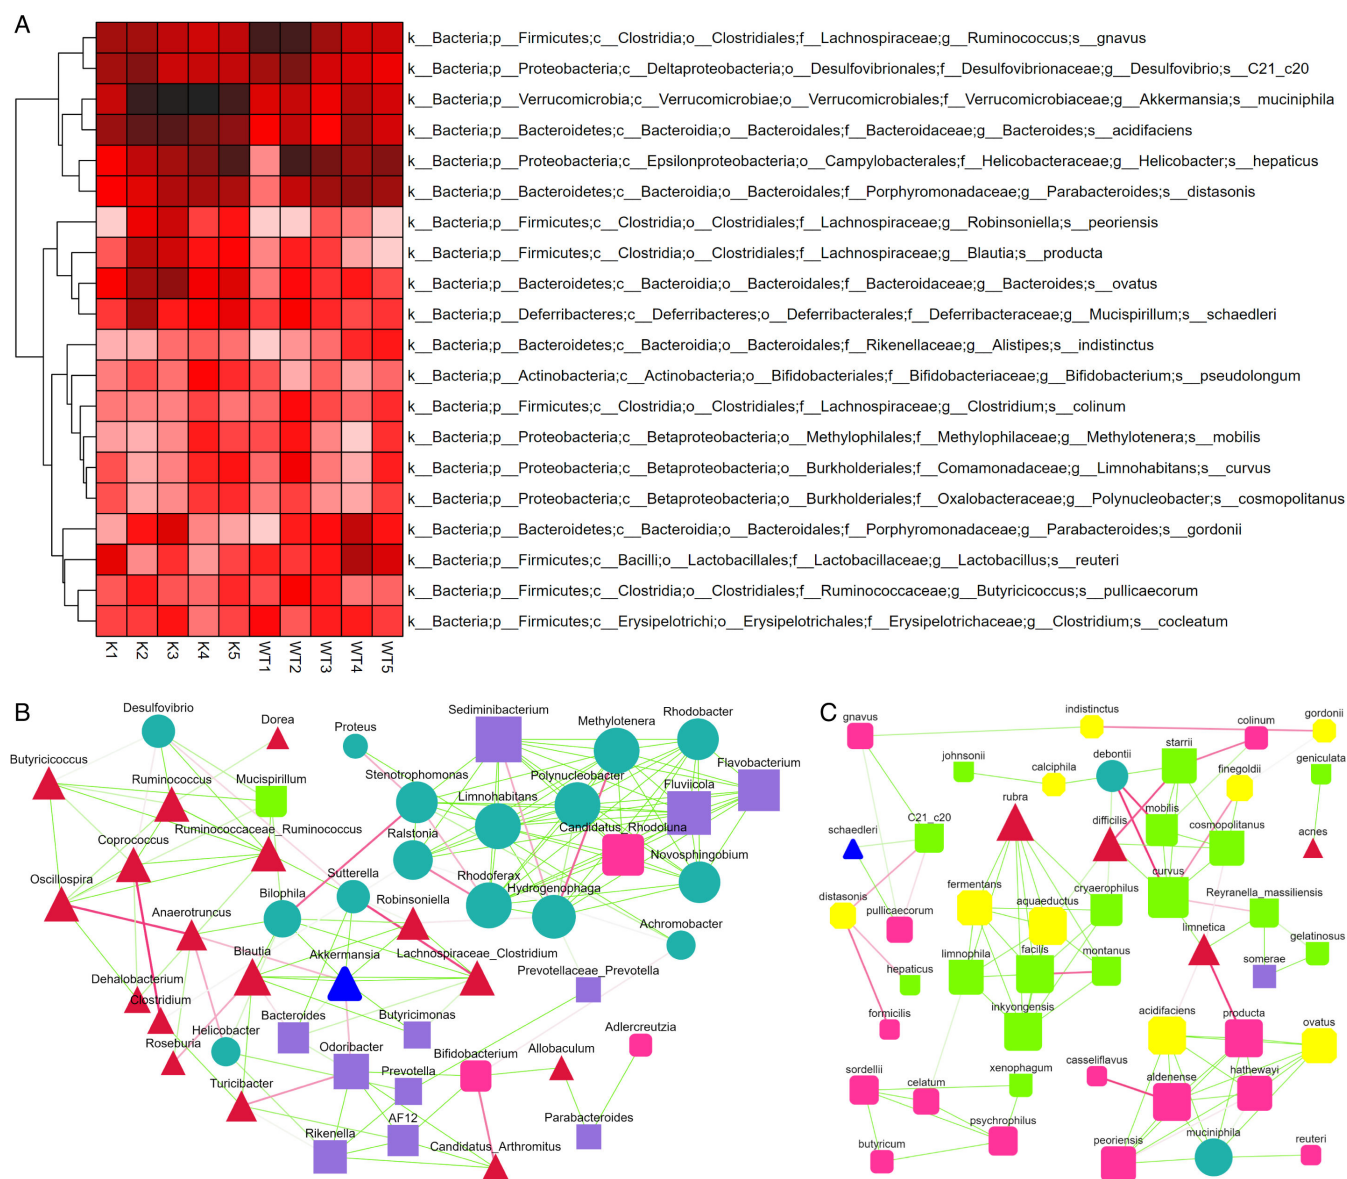 A
k__Bacteria;p__Firmicutes;c__Clostridia;o__Clostridiales;f__Lachnospiraceae;g__Ruminococcus;s__gnavus
k__Bacteria;p__Proteobacteria;c__Deltaproteobacteria;o__Desulfovibrionales;f__Desulfovibrionaceae;g__Desulfovibrio;s__C21_c20
k__Bacteria;p__Verrucomicrobia;c__Verrucomicrobiae;o__Verrucomicrobiales;f__Verrucomicrobiaceae;g__Akkermansia;s__muciniphila
k__Bacteria;p__Bacteroidetes;c__Bacteroidia;o__Bacteroidales;f__Bacteroidaceae;g__Bacteroides;s__acidifaciens
k__Bacteria;p__Proteobacteria;c__Epsilonproteobacteria;o__Campylobacterales;f__Helicobacteraceae;g__Helicobacter;s__hepaticus
k__Bacteria;p__Bacteroidetes;c__Bacteroidia;o__Bacteroidales;f__Porphyromonadaceae;g__Parabacteroides;s__distasonis
k__Bacteria;p__Firmicutes;c__Clostridia;o__Clostridiales;f__Lachnospiraceae;g__Robinsoniella;s__peoriensis
k__Bacteria;p__Firmicutes;c__Clostridia;o__Clostridiales;f__Lachnospiraceae;g__Blautia;s__producta
k__Bacteria;p__Bacteroidetes;c__Bacteroidia;o__Bacteroidales;f__Bacteroidaceae;g__Bacteroides;s__ovatus
k__Bacteria;p__Deferribacteres;c__Deferribacteres;o__Deferribacterales;f__Deferribacteraceae;g__Mucispirillum;s__schaedleri
k__Bacteria;p__Bacteroidetes;c__Bacteroidia;o__Bacteroidales;f__Rikenellaceae;g__Alistipes;s__indistinctus
k__Bacteria;p__Actinobacteria;c__Actinobacteria;o__Bifidobacteriales;f__Bifidobacteriaceae;g__Bifidobacterium;s__pseudolongum
k__Bacteria;p__Firmicutes;c__Clostridia;o__Clostridiales;f__Lachnospiraceae;g__Clostridium;s__colinum
k__Bacteria;p__Proteobacteria;c__Betaproteobacteria;o__Methylophilales;f__Methylophilaceae;g__Methylotenera;s__mobilis
k__Bacteria;p__Proteobacteria;c__Betaproteobacteria;o__Burkholderiales;f__Comamonadaceae;g__Limnohabitans;s__curvus
k__Bacteria;p__Proteobacteria;c__Betaproteobacteria;o__Burkholderiales;f__Oxalobacteraceae;g__Polynucleobacter;s__cosmopolitanus
k__Bacteria;p__Bacteroidetes;c__Bacteroidia;o__Bacteroidales;f__Porphyromonadaceae;g__Parabacteroides;s__gordonii
k__Bacteria;p__Firmicutes;c__Bacilli;o__Lactobacillales;f__Lactobacillaceae;g__Lactobacillus;s__reuteri
k__Bacteria;p__Firmicutes;c__Clostridia;o__Clostridiales;f__Ruminococcaceae;g__Butyricicoccus;s__pullicaecorum
k__Bacteria;p__Firmicutes;c__Erysipelotrichi;o__Erysipelotrichales;f__Erysipelotrichaceae;g__Clostridium;s__cocleatum
K1 K2 K3 K4 K5 WT1 WT2 WT3 WT4 WT5
B
Desulfovibrio
Dorea
Proteus
Sediminibacterium
Methylotenera
Rhodobacter
Butyricicoccus
Ruminococcus
Mucispirillum
Stenotrophomonas
Polynucleobacter
Flavobacterium
Limnohabitans
Fluviicola
Ruminococcaceae_Ruminococcus
Ralstonia
Candidatus_Rhodoluna
Coprococcus
Oscillospira
Bilophila
Sutterella
Rhodoferax
Hydrogenophaga
Novosphingobium
Anaerotruncus
Robinsoniella
Achromobacter
Blautia
Akkermansia
Lachnospiraceae_Clostridium
Prevotellaceae_Prevotella
Dehalobacterium
Clostridium
Bacteroides
Butyricimonas
Helicobacter
Roseburia
Odoribacter
Bifidobacterium
Adlercreutzia
Allobaculum
Turicibacter
Prevotella
AF12
Parabacteroides
Rikenella
Candidatus_Arthromitus
C
gnavus
indistinctus
colinum
gordonii
johnsonii
calciphila
debontii
starrii
finegoldii
geniculata
rubra
mobilis
schaedleri
C21_c20
difficilis
cosmopolitanus
acnes
curvus
distasonis
pullicaecorum
fermentans
aquaeductus
cryaerophilus
Reyranella_massiliensis
limnetica
gelatinosus
hepaticus
limnophila
facilis
montanus
somerae
formicilis
inkyongensis
acidifaciens
producta
ovatus
casseliflavus
aldenense
hathewayi
sordellii
celatum
xenophagum
psychrophilus
butyricum
peoriensis
muciniphila
reuteri